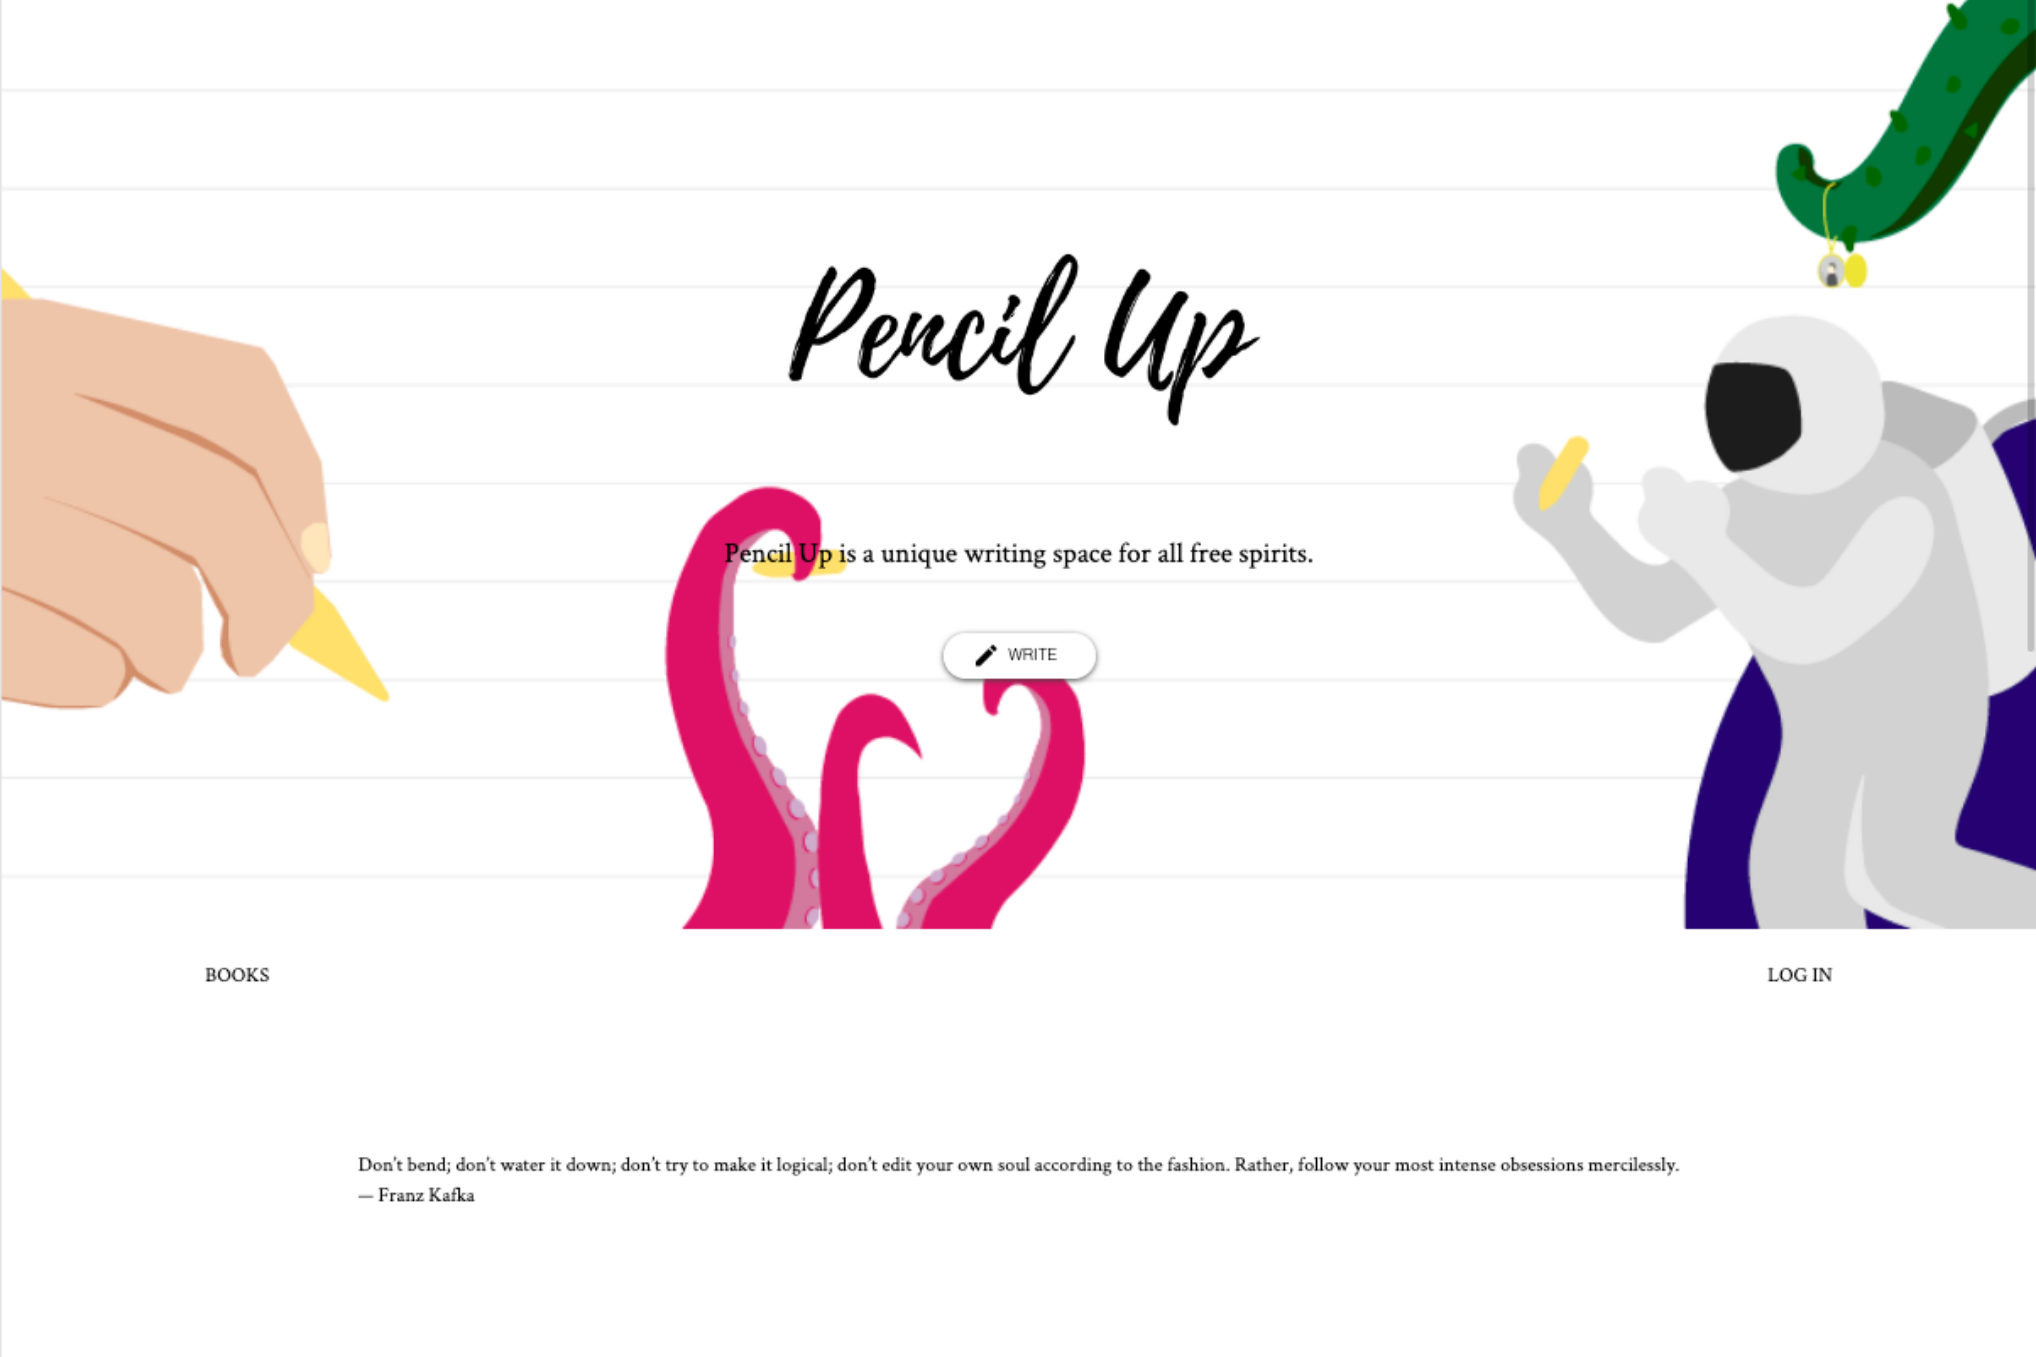 Pencil Up
Pencil Up is a unique writing space for all free spirits.
WRITE
BOOKS
LOG IN
Don't bend; don't water it down; don't try to make it logical; don't edit your own soul according to the fashion. Rather, follow your most intense obsessions mercilessly.
— Franz Kafka